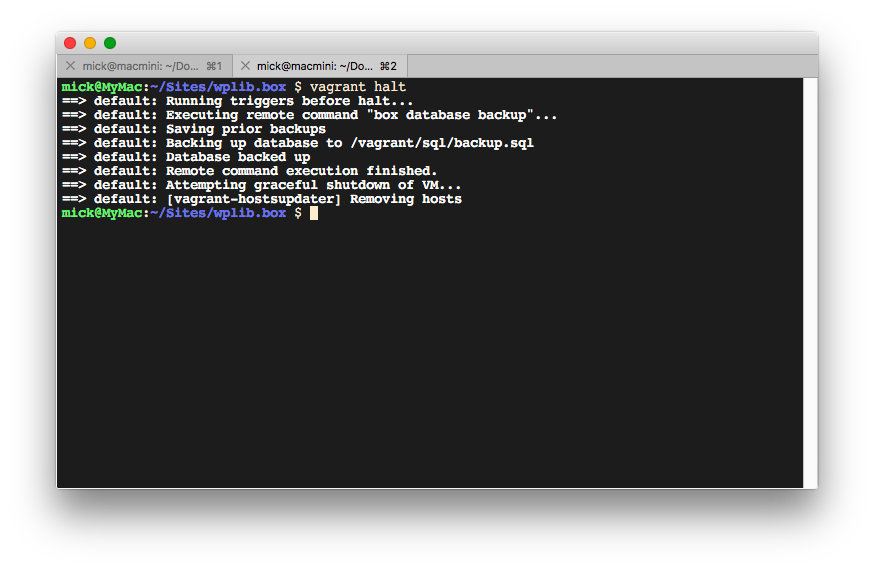 mick@macmini: ~/Do... ⌘1
mick@macmini: ~/Do... ⌘2
mick@MyMac:~/Sites/wplib.box $ vagrant halt
==> default: Running triggers before halt...
==> default: Executing remote command "box database backup"...
==> default: Saving prior backups
==> default: Backing up database to /vagrant/sql/backup.sql
==> default: Database backed up
==> default: Remote command execution finished.
==> default: Attempting graceful shutdown of VM...
==> default: [vagrant-hostsupdater] Removing hosts
mick@MyMac:~/Sites/wplib.box $